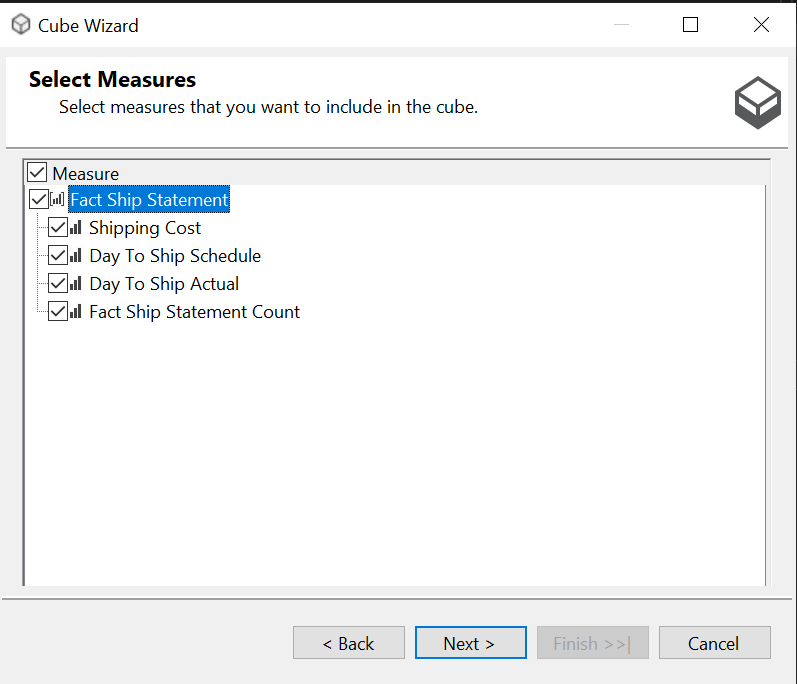 Cube Wizard
Select Measures
Select measures that you want to include in the cube.
Measure
Fact Ship Statement
Shipping Cost
Day To Ship Schedule
Day To Ship Actual
Fact Ship Statement Count
< Back Next > Finish >>| Cancel